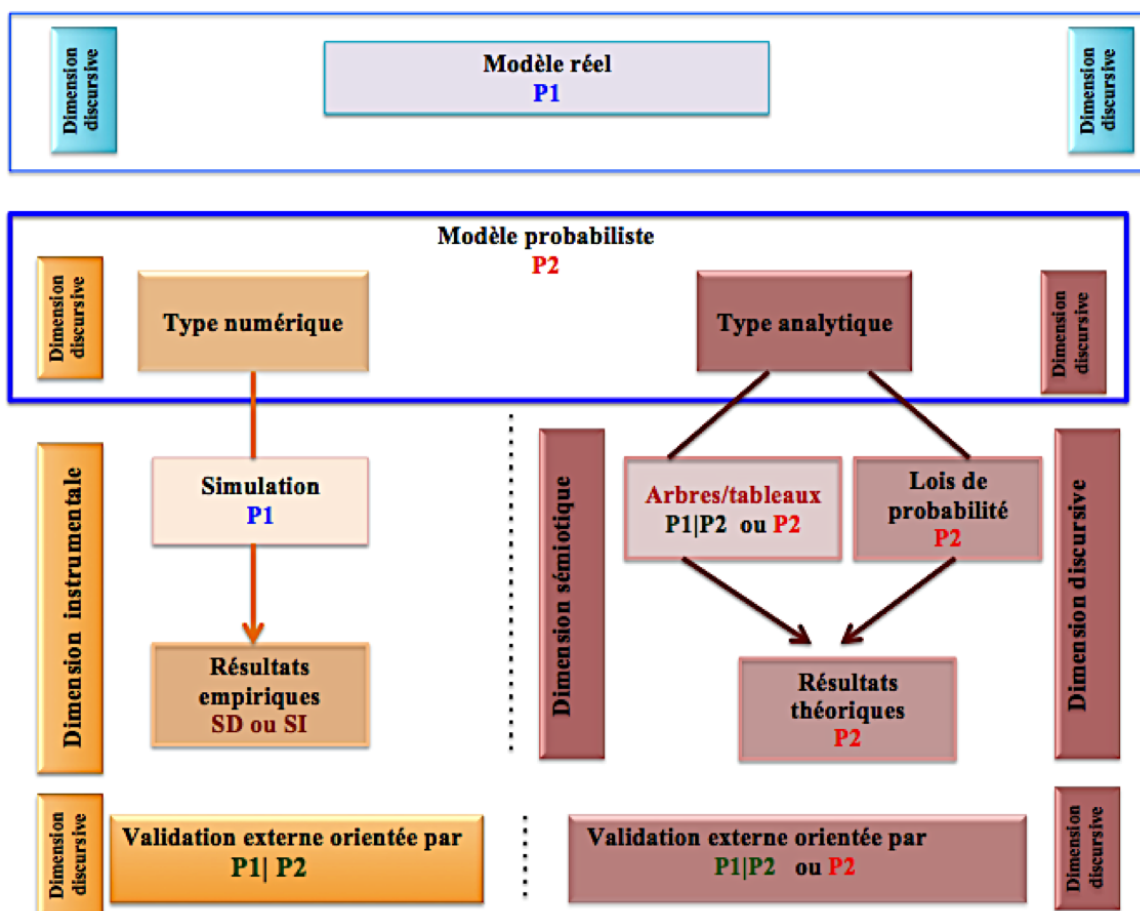 Dimension
discursive
Modèle réel
P1
Dimension
discursive
Modèle probabiliste
P2
Dimension
discursive
Type numérique
Type analytique
Dimension
discursive
Dimension instrumentale
Simulation
P1
Résultats
empiriques
SD ou SI
Dimension sémiotique
Arbres/tableaux
P1|P2 ou P2
Lois de
probabilité
P2
Résultats
théoriques
P2
Dimension discursive
Dimension
discursive
Validation externe orientée par
P1| P2
Validation externe orientée par
P1|P2 ou P2
Dimension
discursive